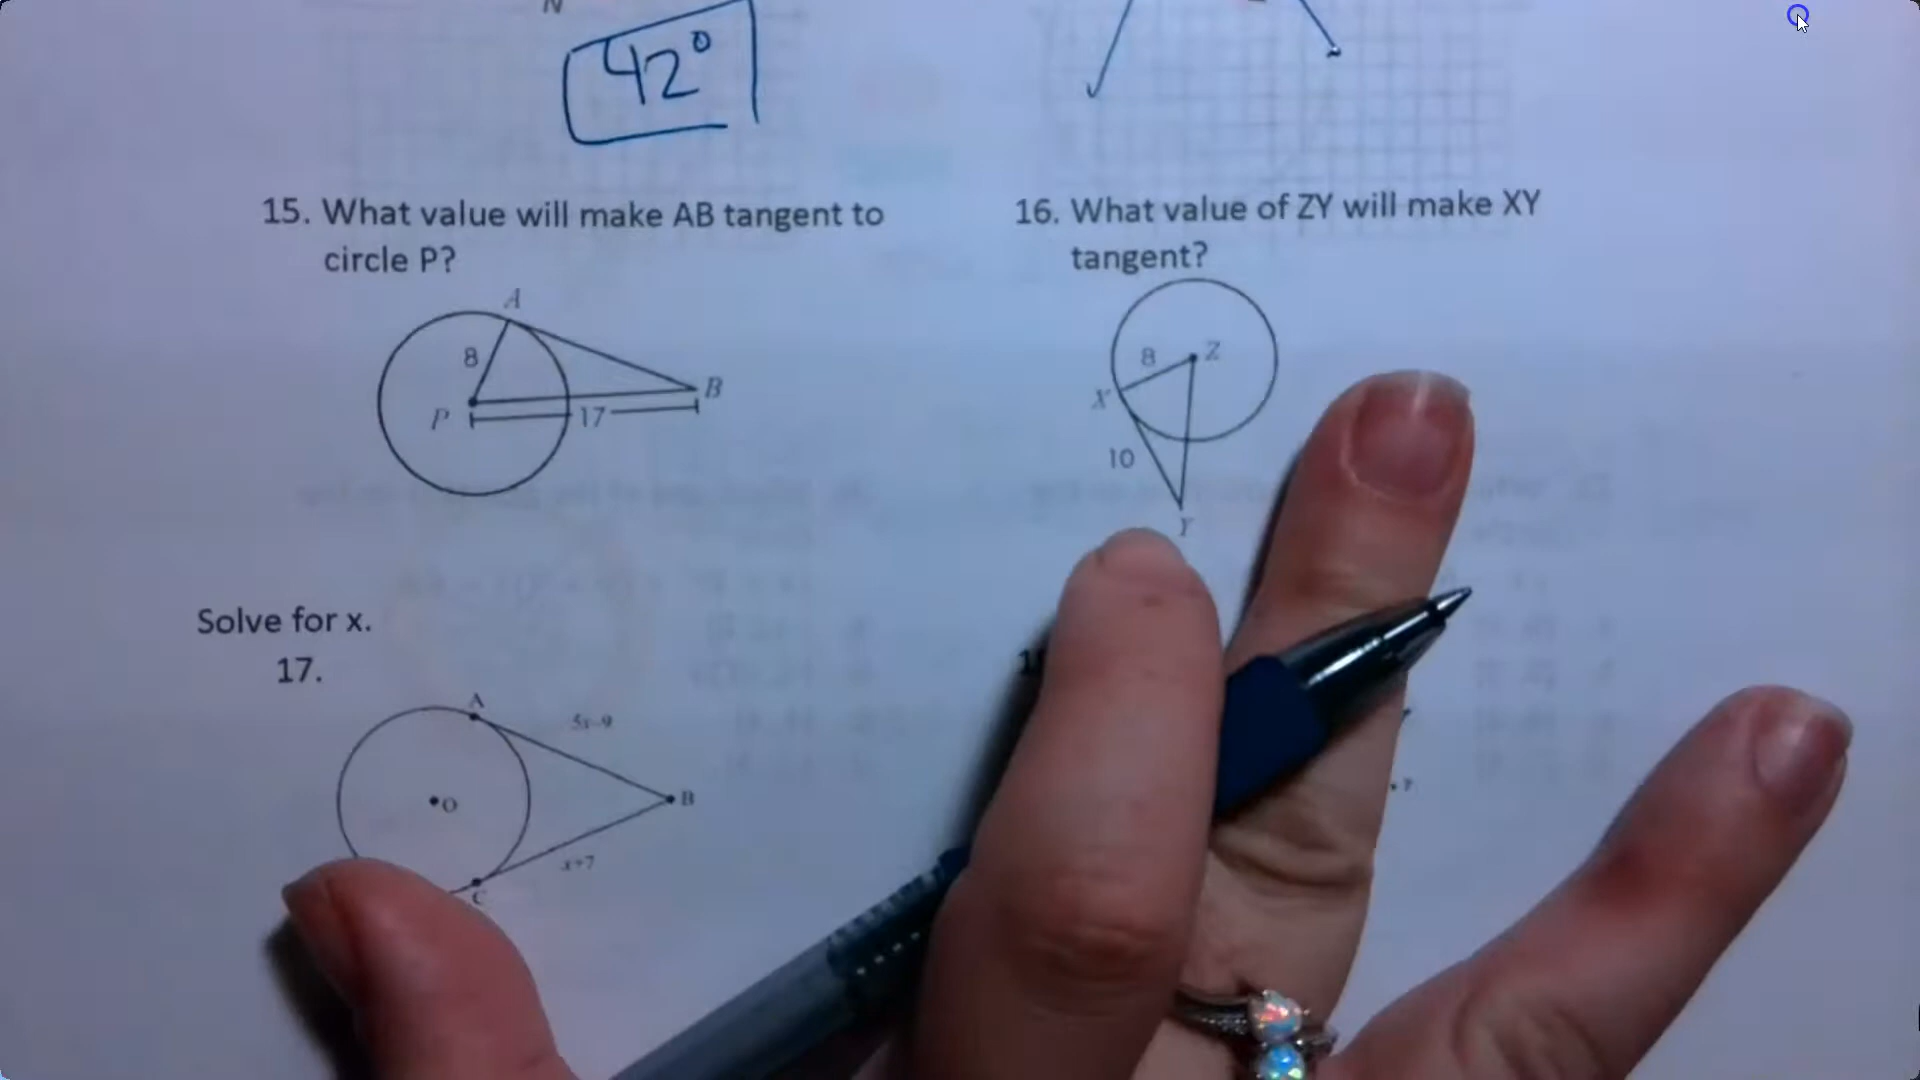 N
42°
15. What value will make AB tangent to
circle P?
A
8
B
P
17
16. What value of ZY will make XY
tangent?
8
Z
X
10
Y
Solve for x.
17.
A
5x-9
O
B
x+7
C